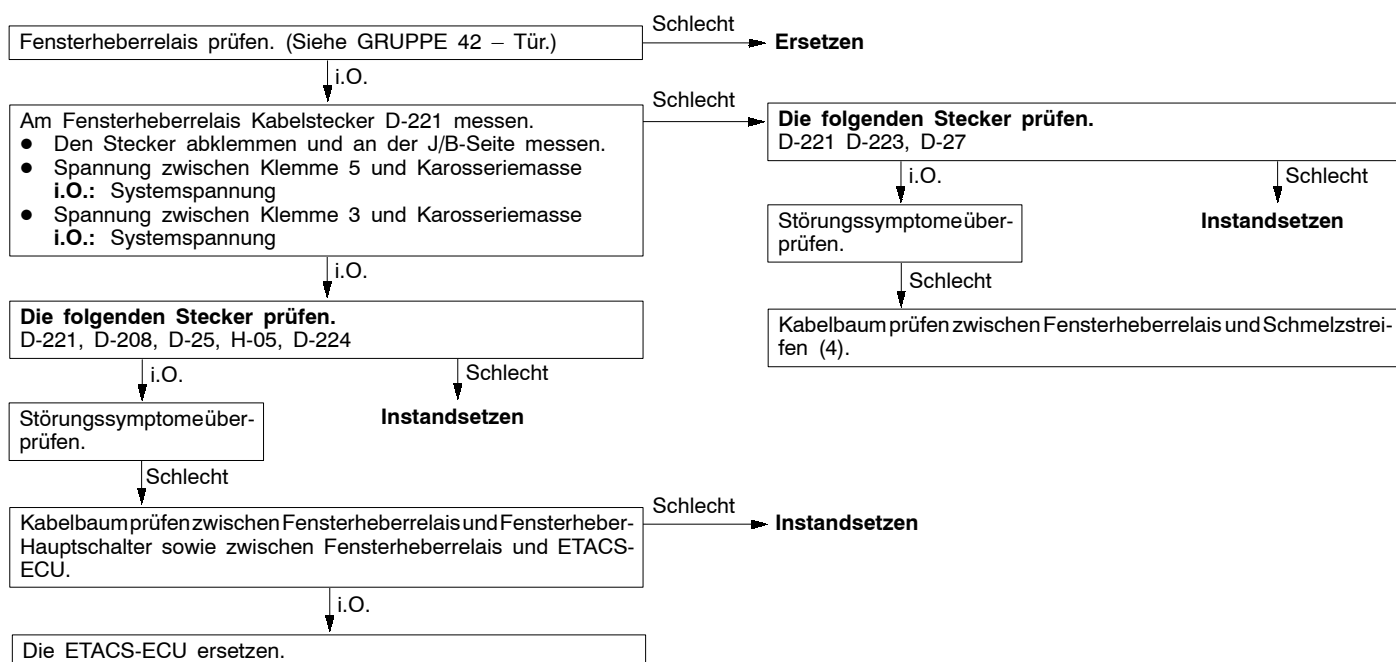 Fensterheberrelais prüfen. (Siehe GRUPPE 42 – Tür.)
Schlecht
Ersetzen
i.O.
Am Fensterheberrelais Kabelstecker D-221 messen.
● Den Stecker abklemmen und an der J/B-Seite messen.
● Spannung zwischen Klemme 5 und Karosseriemasse
i.O.: Systemspannung
● Spannung zwischen Klemme 3 und Karosseriemasse
i.O.: Systemspannung
Schlecht
Die folgenden Stecker prüfen.
D-221 D-223, D-27
i.O.
Schlecht
Störungssymptome über-
prüfen.
Instandsetzen
Schlecht
Kabelbaum prüfen zwischen Fensterheberrelais und Schmelzstrei-
fen (4).
i.O.
Die folgenden Stecker prüfen.
D-221, D-208, D-25, H-05, D-224
i.O.
Schlecht
Störungssymptome über-
prüfen.
Instandsetzen
Schlecht
Kabelbaum prüfen zwischen Fensterheberrelais und Fensterheber-
Hauptschalter sowie zwischen Fensterheberrelais und ETACS-
ECU.
Schlecht
Instandsetzen
i.O.
Die ETACS-ECU ersetzen.